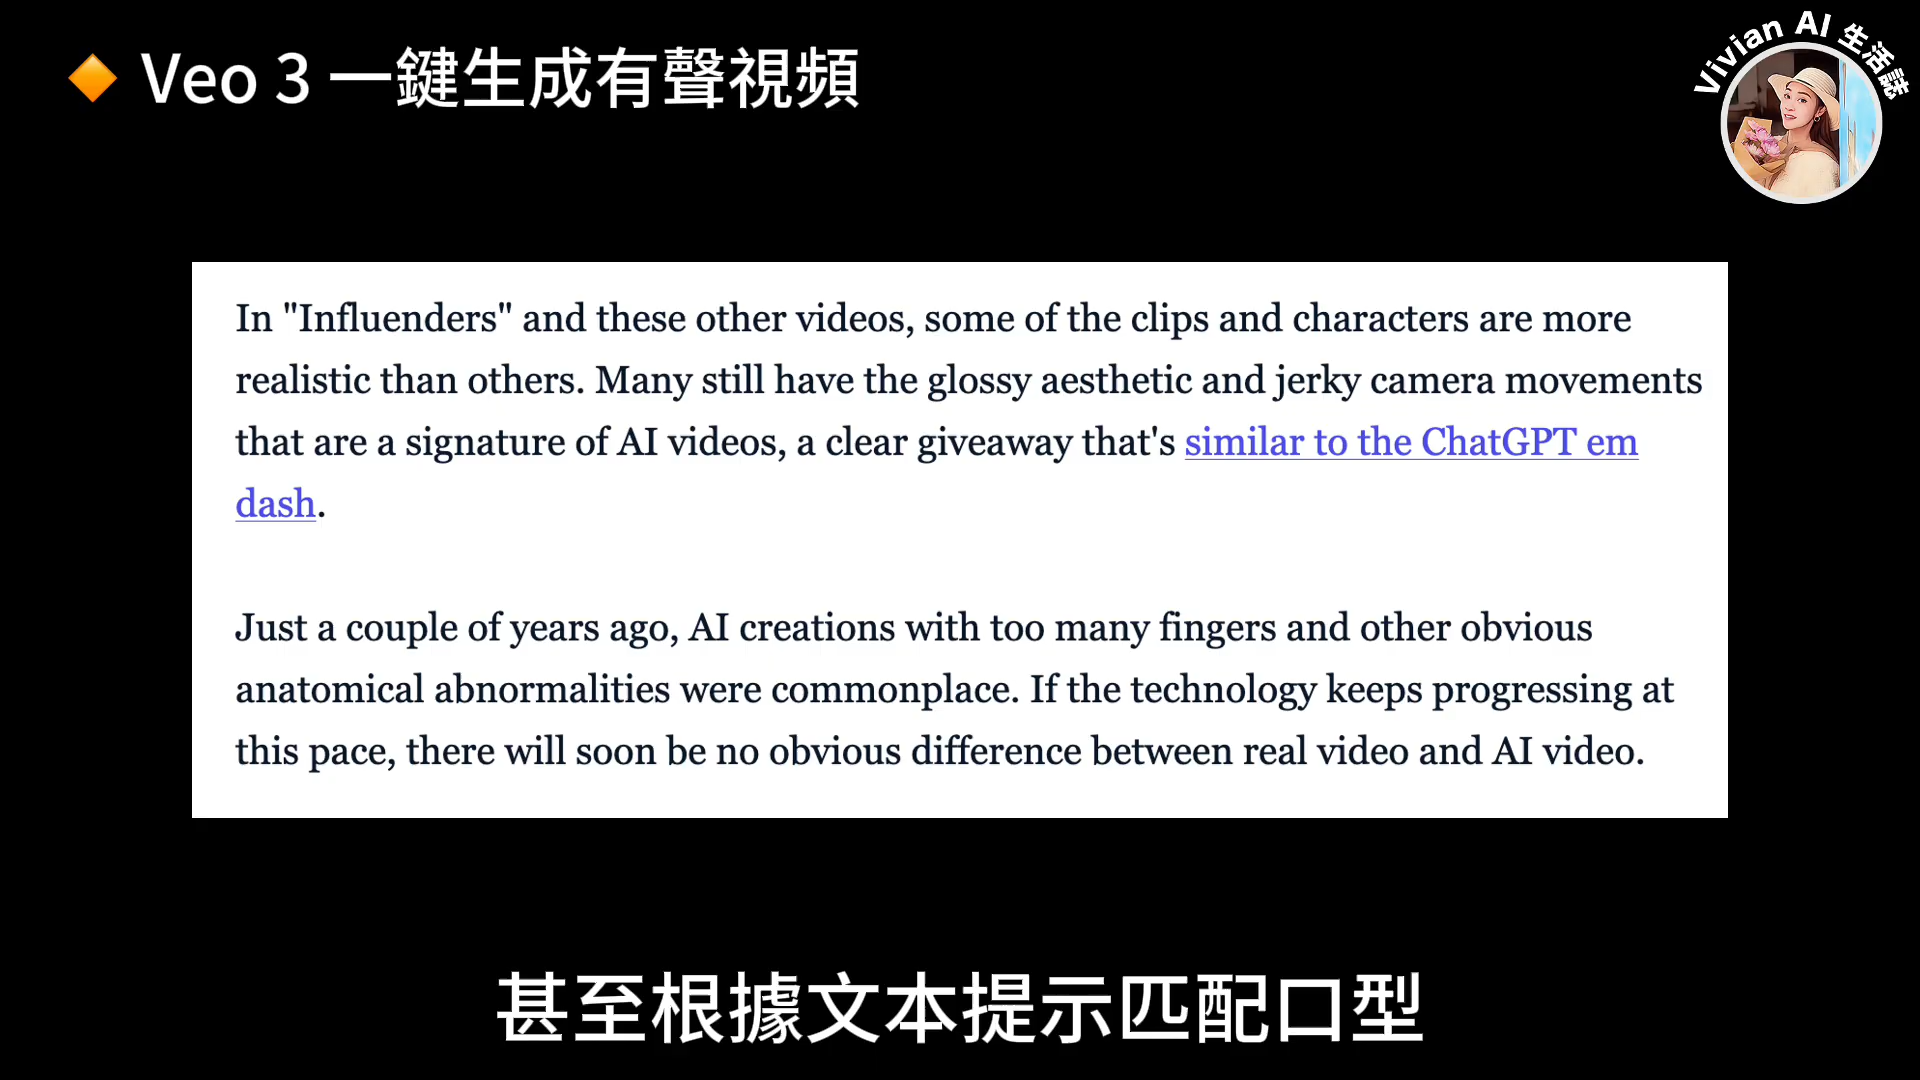 🔸 Veo 3 一鍵生成有聲視頻
Vivian AI 生活誌
In "Influenders" and these other videos, some of the clips and characters are more
realistic than others. Many still have the glossy aesthetic and jerky camera movements
that are a signature of AI videos, a clear giveaway that's similar to the ChatGPT em
dash.
Just a couple of years ago, AI creations with too many fingers and other obvious
anatomical abnormalities were commonplace. If the technology keeps progressing at
this pace, there will soon be no obvious difference between real video and AI video.
甚至根據文本提示匹配口型